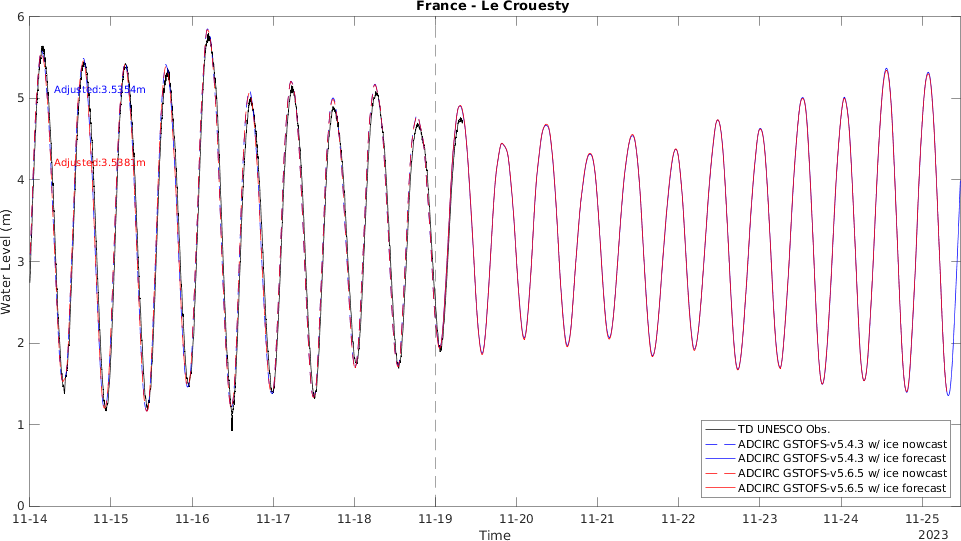 France - Le Crouesty
6
5
4
3
2
1
0
Water Level (m)
Adjusted:3.5354m
Adjusted:3.5381m
TD UNESCO Obs.
ADCIRC GSTOFS-v5.4.3 w/ ice nowcast
ADCIRC GSTOFS-v5.4.3 w/ ice forecast
ADCIRC GSTOFS-v5.6.5 w/ ice nowcast
ADCIRC GSTOFS-v5.6.5 w/ ice forecast
11-14 11-15 11-16 11-17 11-18 11-19 11-20 11-21 11-22 11-23 11-24 11-25
Time
2023